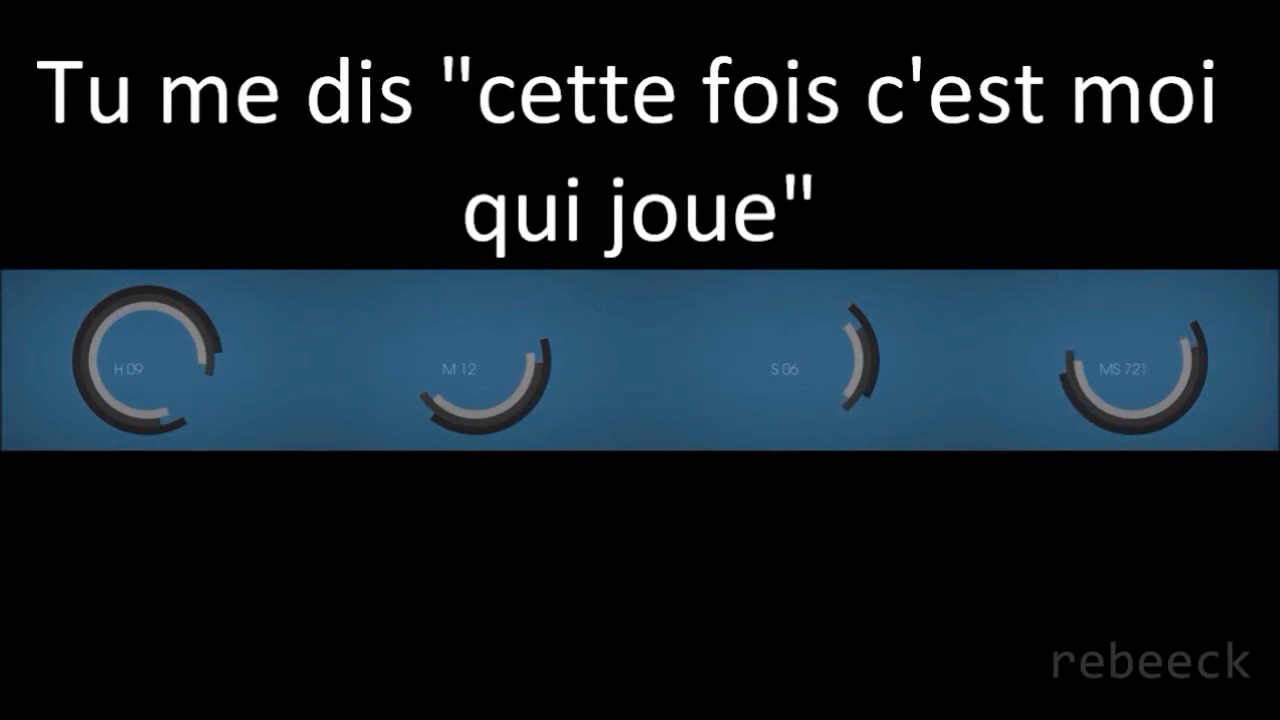 Tu me dis "cette fois c'est moi
qui joue"
H 09
M 12
S 06
MS 721
rebeeck